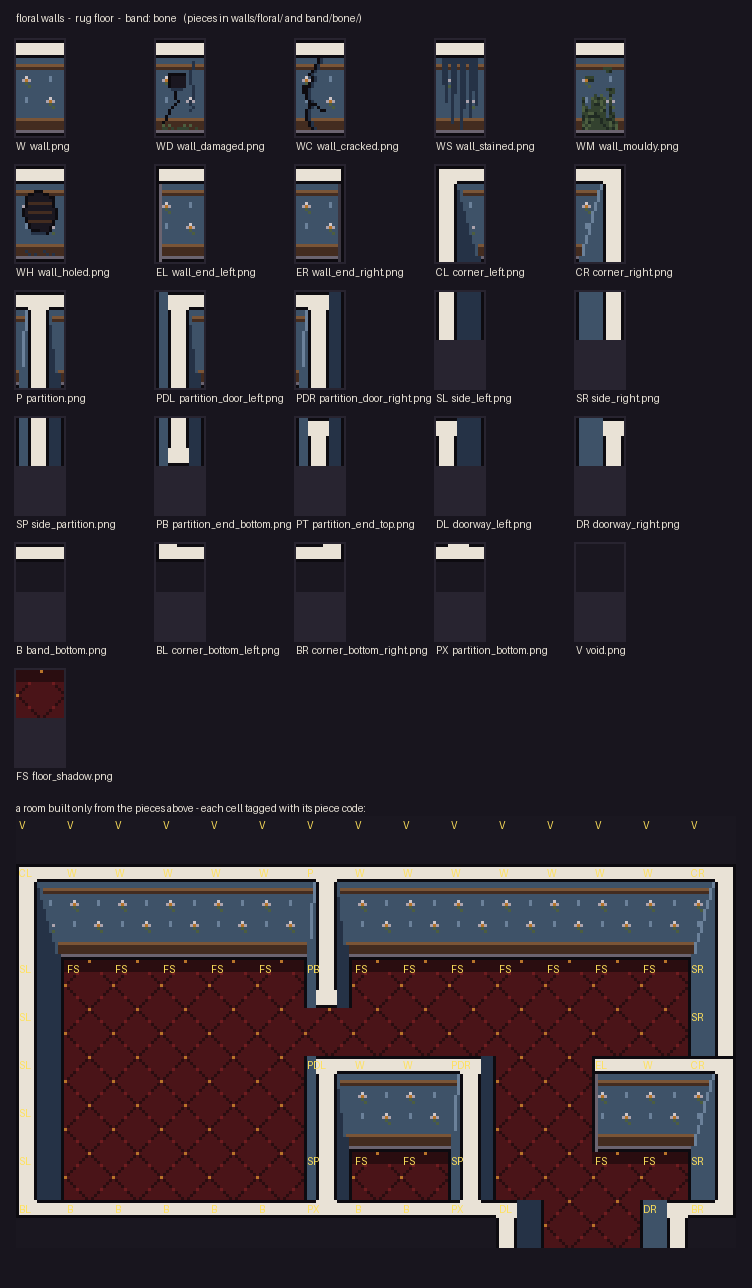 floral walls - rug floor - band: bone (pieces in walls/floral/ and band/bone/)
W wall.png
WD wall_damaged.png
WC wall_cracked.png
WS wall_stained.png
WM wall_mouldy.png
WH wall_holed.png
EL wall_end_left.png
ER wall_end_right.png
CL corner_left.png
CR corner_right.png
P partition.png
PDL partition_door_left.png
PDR partition_door_right.png
SL side_left.png
SR side_right.png
SP side_partition.png
PB partition_end_bottom.png
PT partition_end_top.png
DL doorway_left.png
DR doorway_right.png
B band_bottom.png
BL corner_bottom_left.png
BR corner_bottom_right.png
PX partition_bottom.png
V void.png
FS floor_shadow.png
a room built only from the pieces above - each cell tagged with its piece code:
V V V V V V V V V V V V V V V
FS FS FS FS FS PB FS FS FS FS FS FS FS SR
SR
SP FS FS SP FS FS SR
DR